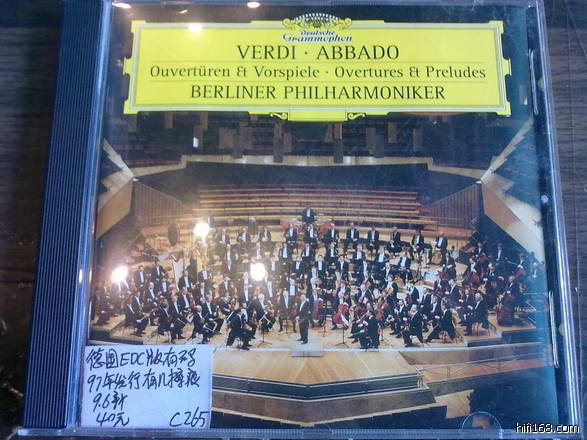 Deutsche
Grammophon
VERDI · ABBADO
Ouvertüren & Vorspiele · Overtures & Preludes
BERLINER PHILHARMONIKER
德国EDC版有码
97年发行有几擦痕
9.6新
40元
C265
hifi168.com